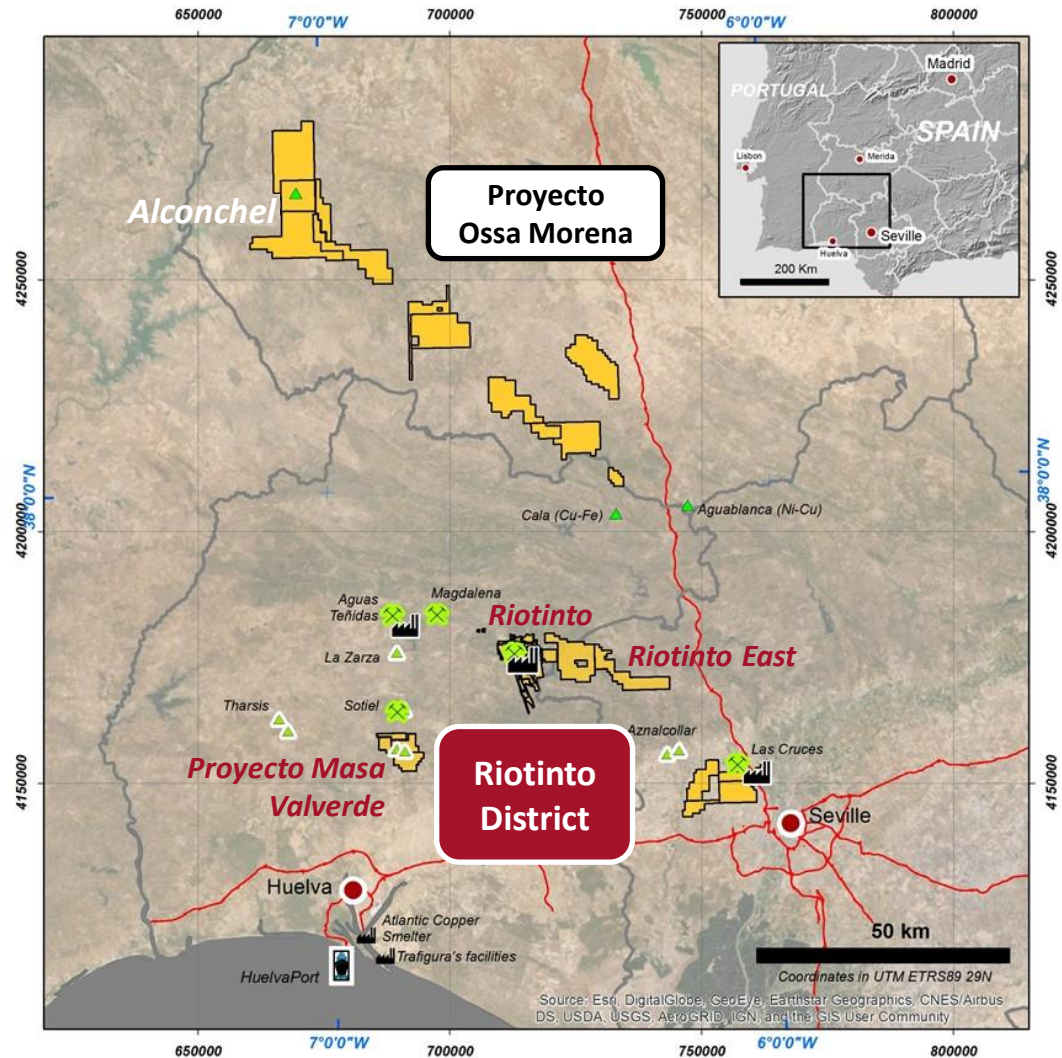 650000
700000
750000
800000
7°0'0"W
6°0'0"W
Madrid
PORTUGAL
SPAIN
Lisbon
Merida
Seville
Huelva
200 Km
Proyecto
Ossa Morena
Alconchel
4250000
4250000
38°0'0"N
38°0'0"N
Cala (Cu-Fe)
Aguablanca (Ni-Cu)
4200000
4200000
Aguas
Teñidas
Magdalena
Riotinto
La Zarza
Riotinto East
Tharsis
Sotiel
Aznalcollar
Las Cruces
Proyecto Masa
Valverde
Riotinto
District
4150000
4150000
Seville
Huelva
Atlantic Copper
Smelter
Trafigura's facilities
HuelvaPort
50 km
Coordinates in UTM ETRS89 29N
Source: Esri, DigitalGlobe, GeoEye, Earthstar Geographics, CNES/Airbus
DS, USDA, USGS, AeroGRID, IGN, and the GIS User Community
650000
700000
750000
800000
7°0'0"W
6°0'0"W